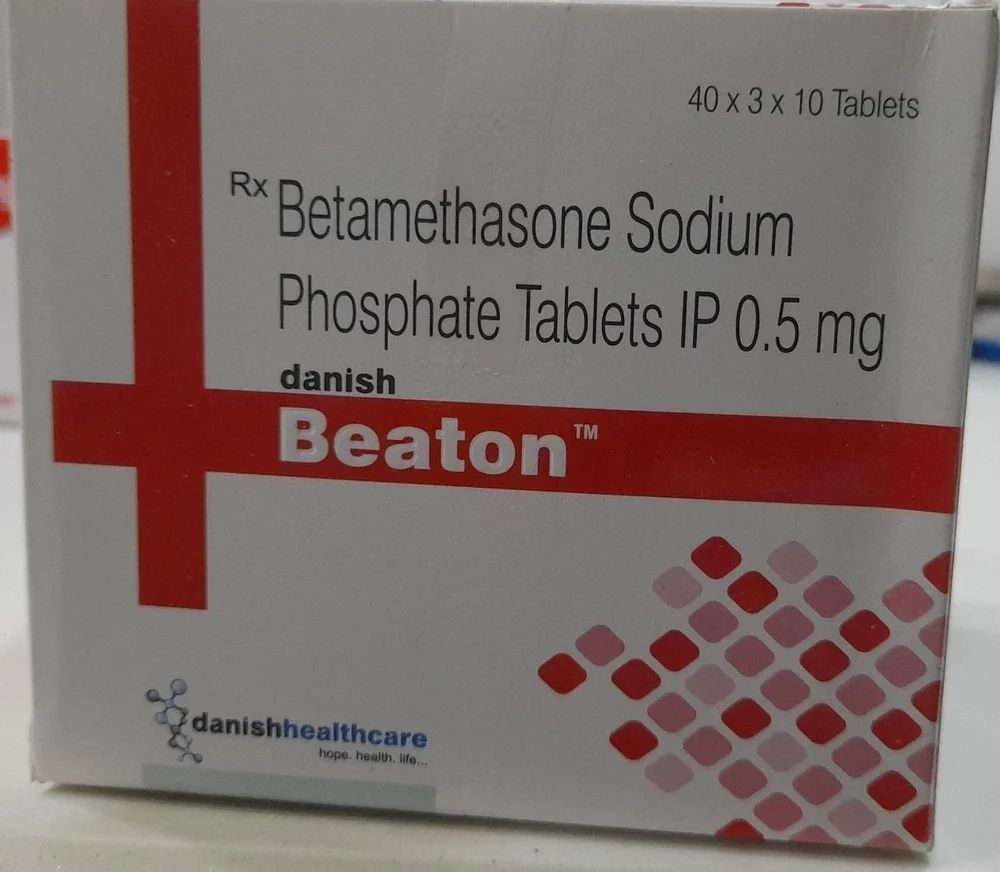 40 x 3 x 10 Tablets
Rx Betamethasone Sodium
Phosphate Tablets IP 0.5 mg
danish
Beaton™
danishhealthcare
hope. health. life...